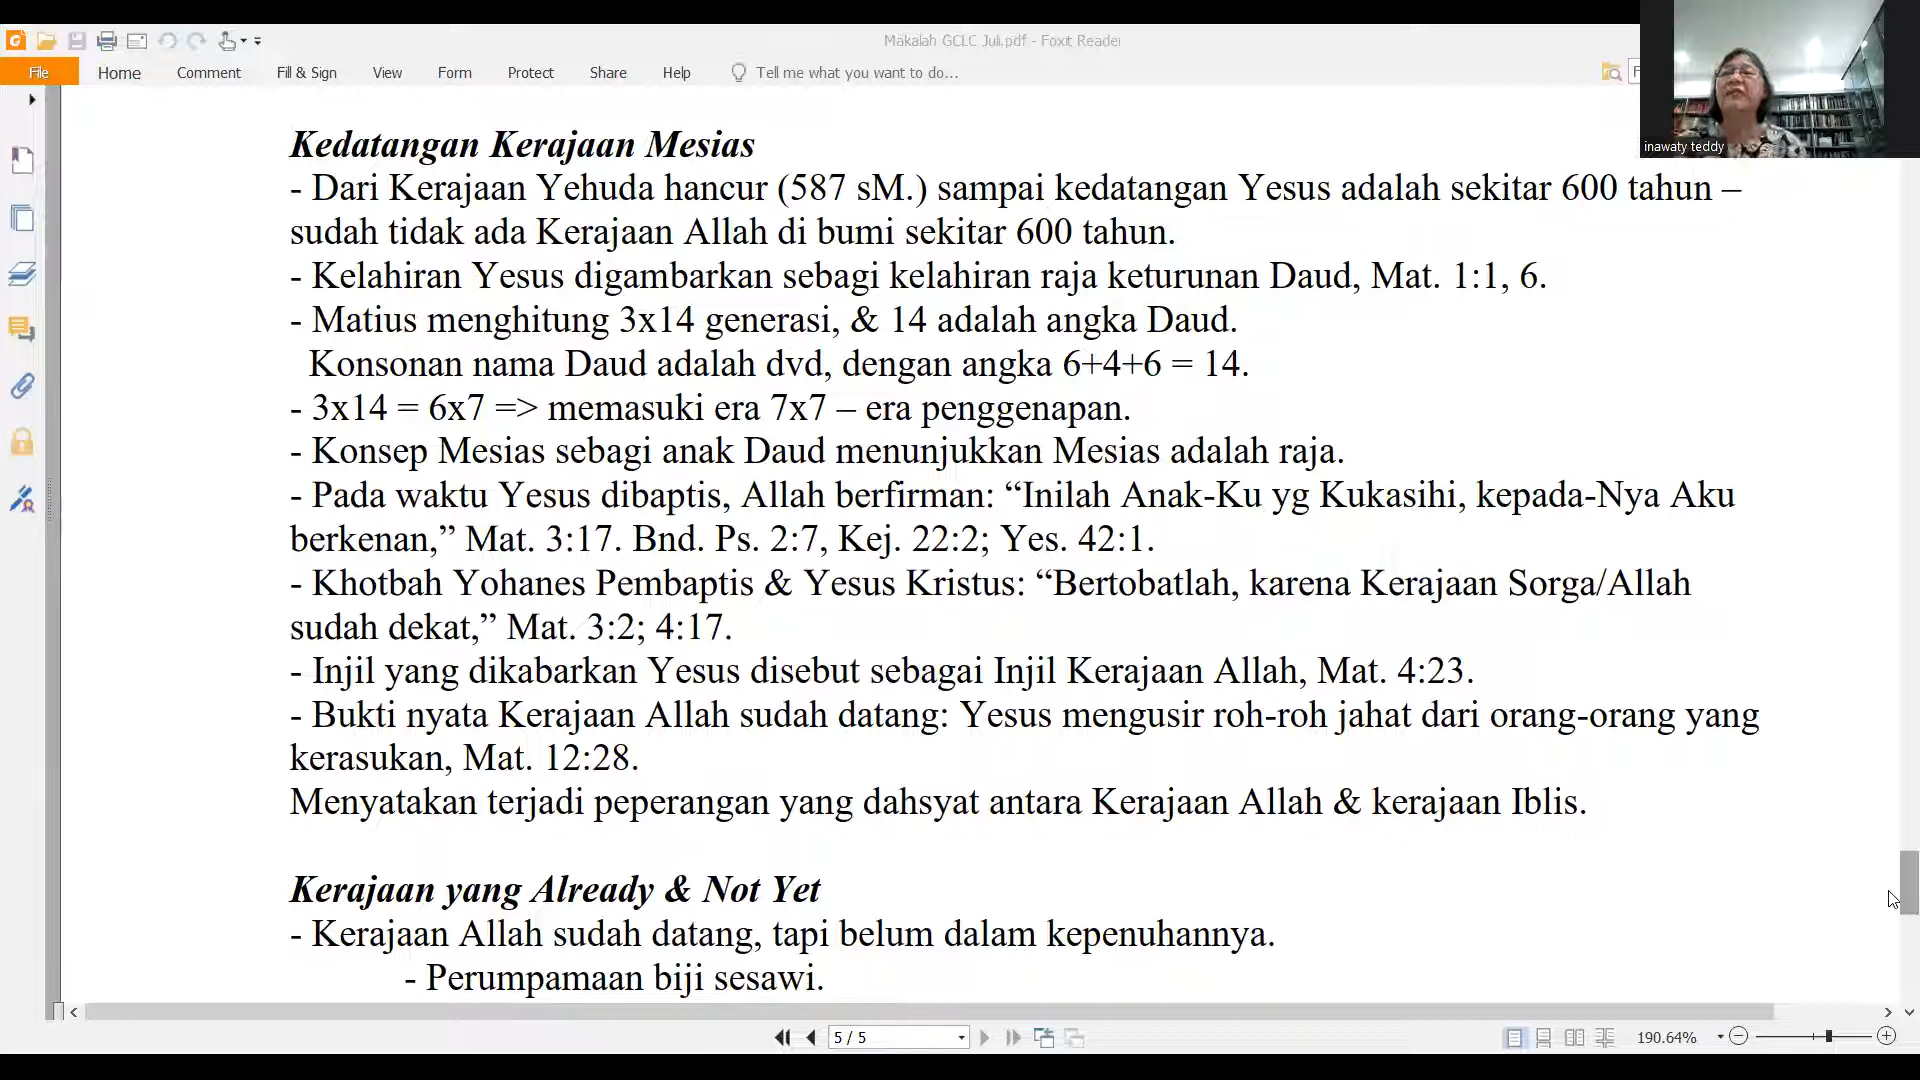 Makalah GCLC Juli.pdf - Foxit Reader
File Home Comment Fill & Sign View Form Protect Share Help Tell me what you want to do... F
inawaty teddy
Kedatangan Kerajaan Mesias
- Dari Kerajaan Yehuda hancur (587 sM.) sampai kedatangan Yesus adalah sekitar 600 tahun –
sudah tidak ada Kerajaan Allah di bumi sekitar 600 tahun.
- Kelahiran Yesus digambarkan sebagi kelahiran raja keturunan Daud, Mat. 1:1, 6.
- Matius menghitung 3x14 generasi, & 14 adalah angka Daud.
Konsonan nama Daud adalah dvd, dengan angka 6+4+6 = 14.
- 3x14 = 6x7 => memasuki era 7x7 – era penggenapan.
- Konsep Mesias sebagi anak Daud menunjukkan Mesias adalah raja.
- Pada waktu Yesus dibaptis, Allah berfirman: “Inilah Anak-Ku yg Kukasihi, kepada-Nya Aku
berkenan,” Mat. 3:17. Bnd. Ps. 2:7, Kej. 22:2; Yes. 42:1.
- Khotbah Yohanes Pembaptis & Yesus Kristus: “Bertobatlah, karena Kerajaan Sorga/Allah
sudah dekat,” Mat. 3:2; 4:17.
- Injil yang dikabarkan Yesus disebut sebagai Injil Kerajaan Allah, Mat. 4:23.
- Bukti nyata Kerajaan Allah sudah datang: Yesus mengusir roh-roh jahat dari orang-orang yang
kerasukan, Mat. 12:28.
Menyatakan terjadi peperangan yang dahsyat antara Kerajaan Allah & kerajaan Iblis.
Kerajaan yang Already & Not Yet
- Kerajaan Allah sudah datang, tapi belum dalam kepenuhannya.
- Perumpamaan biji sesawi.
5 / 5
190.64%